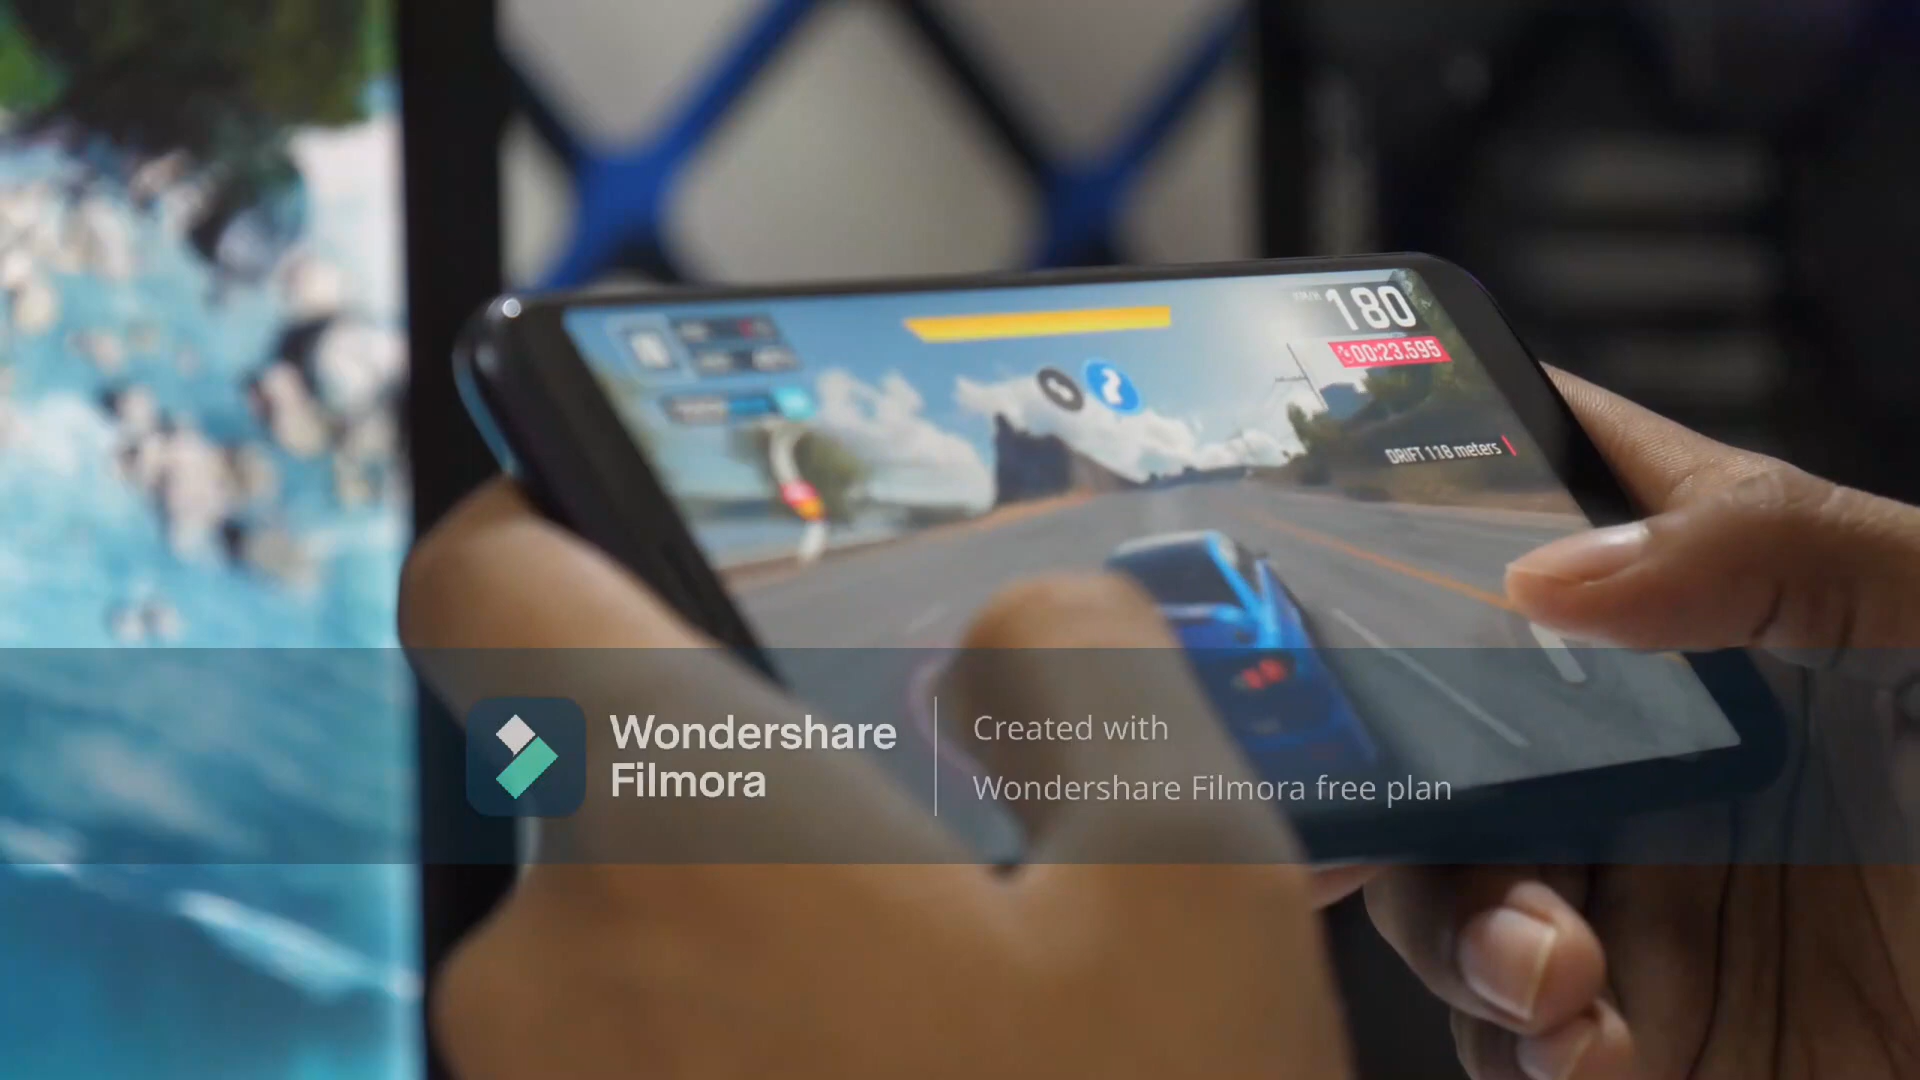 180
00:23.595
DRIFT 118 meters
Wondershare
Filmora
Created with
Wondershare Filmora free plan